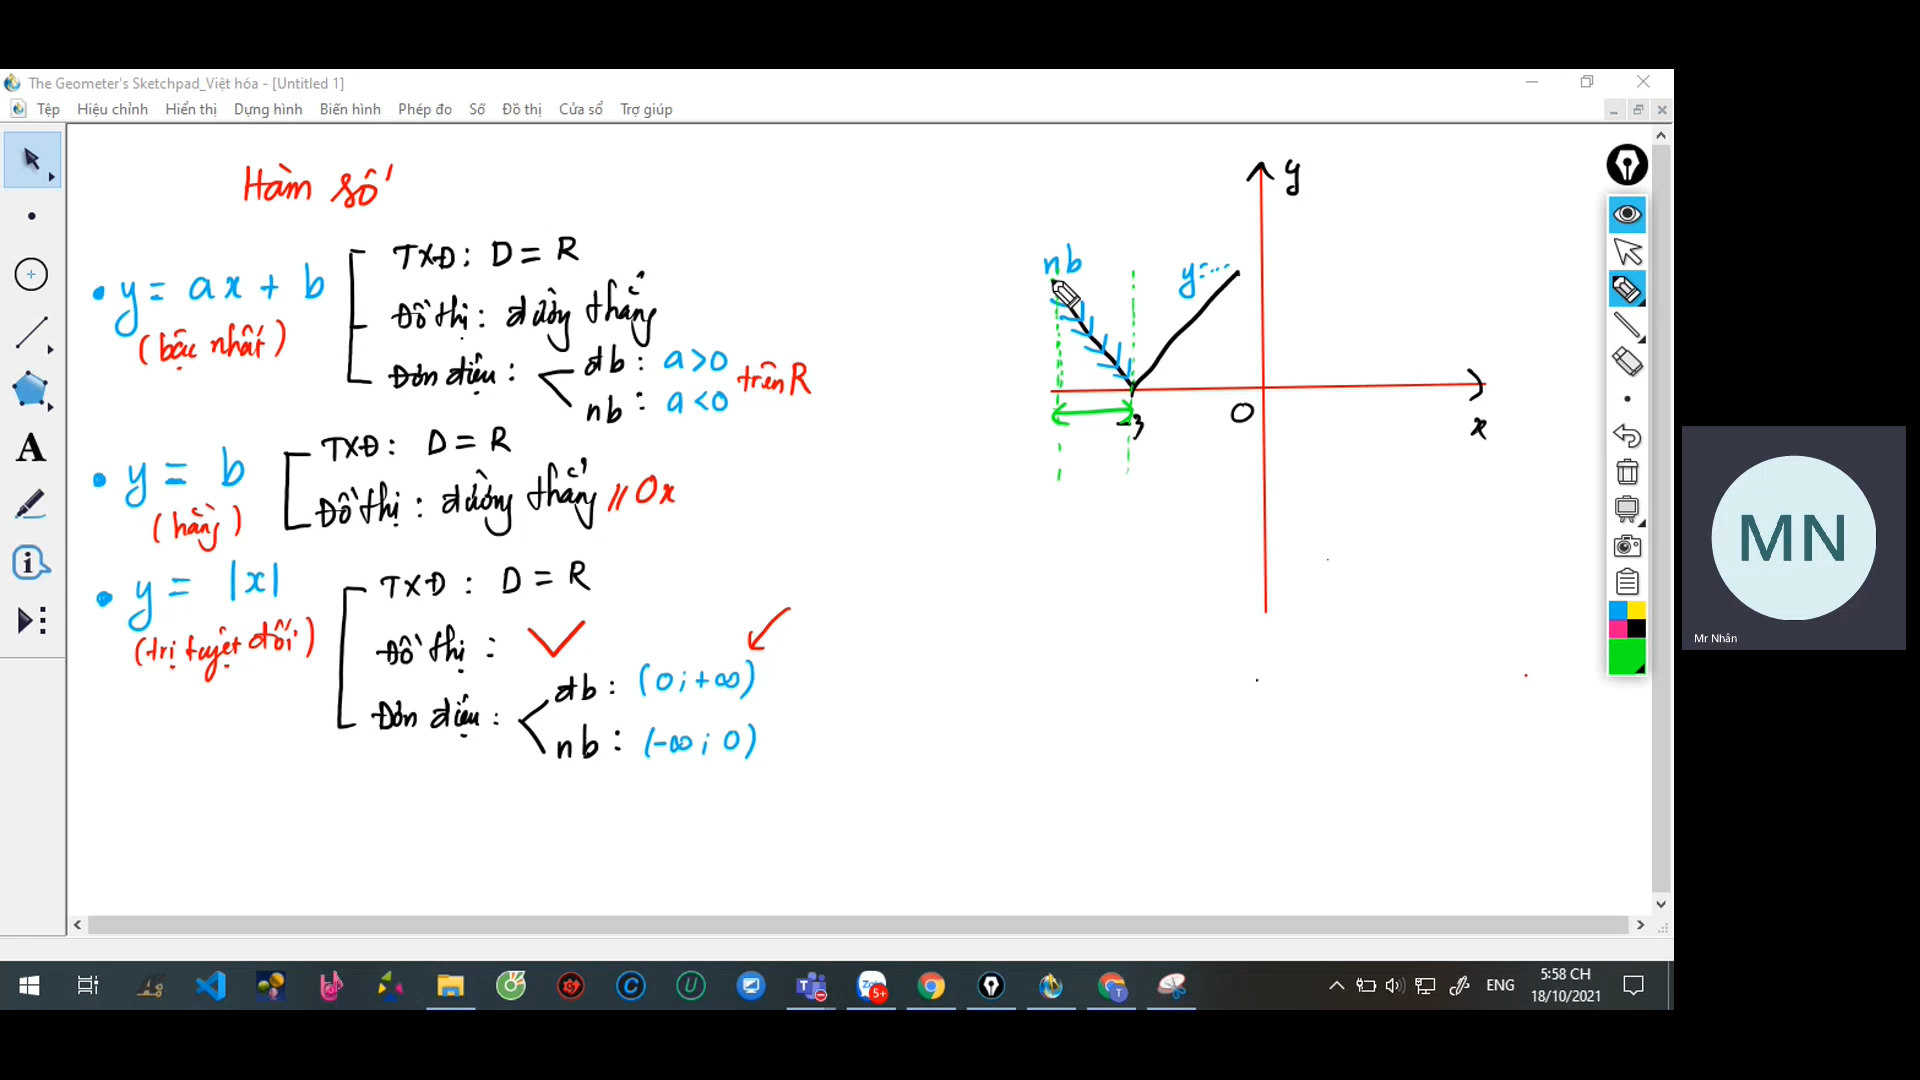 The Geometer's Sketchpad_Việt hóa - [Untitled 1]
Tệp Hiệu chỉnh Hiển thị Dựng hình Biến hình Phép đo Số Đồ thị Cửa sổ Trợ giúp
Hàm số
• y = ax + b
(bậc nhất)
TXĐ: D = R
Đồ thị: đường thẳng
Đơn điệu:
đb: a>0
nb: a<0
trên R
• y = b
(hằng)
TXĐ: D = R
Đồ thị: đường thẳng // Ox
• y = |x|
(trị tuyệt đối)
TXĐ: D = R
Đồ thị:
Đơn điệu:
đb: (0;+∞)
nb: (-∞;0)
y
nb
y=...
-3
O
x
A
MN
Mr Nhân
Zalo
5+
T
ENG
5:58 CH
18/10/2021